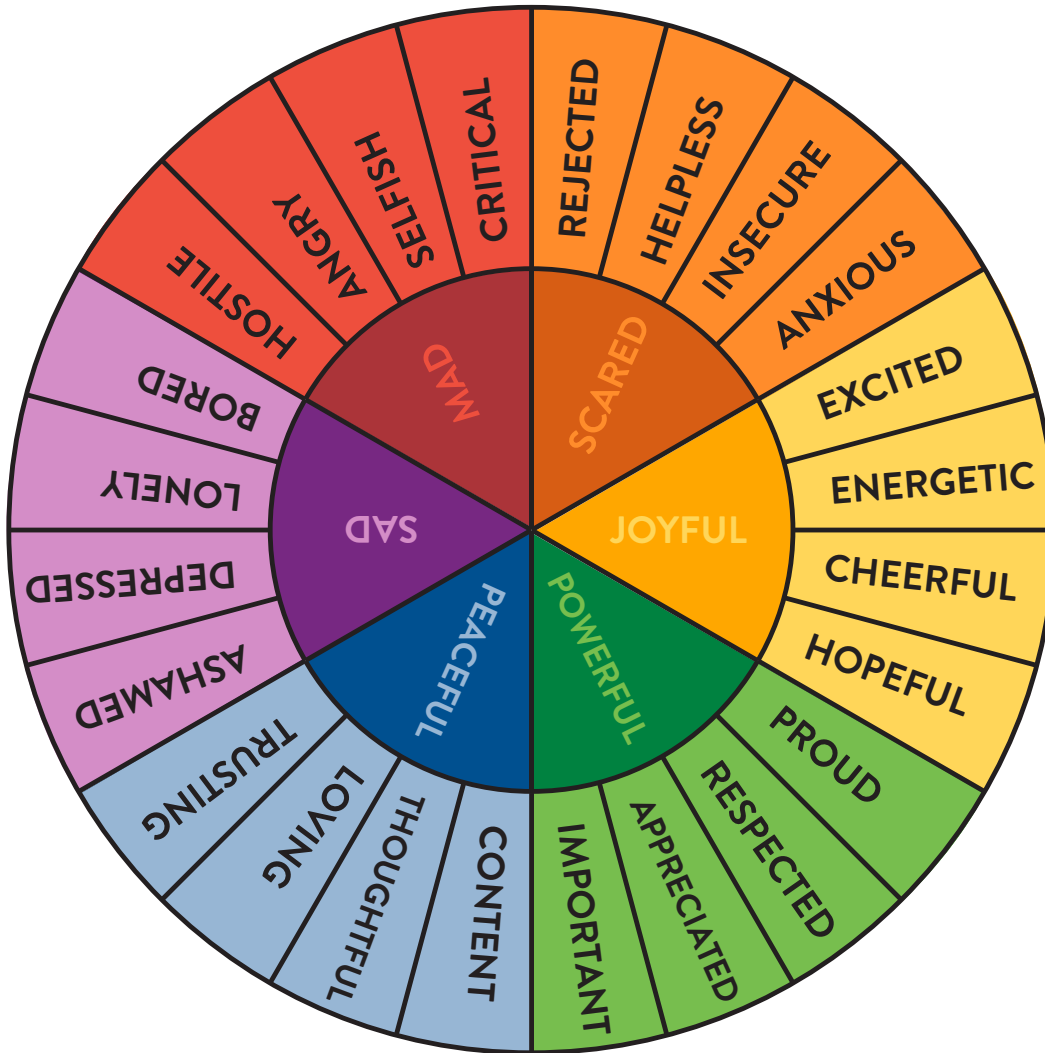 REJECTED
HELPLESS
INSECURE
ANXIOUS
EXCITED
ENERGETIC
CHEERFUL
HOPEFUL
PROUD
RESPECTED
APPRECIATED
IMPORTANT
CONTENT
THOUGHTFUL
LOVING
TRUSTING
ASHAMED
DEPRESSED
LONELY
BORED
HOSTILE
ANGRY
SELFISH
CRITICAL
SCARED
JOYFUL
POWERFUL
PEACEFUL
SAD
MAD